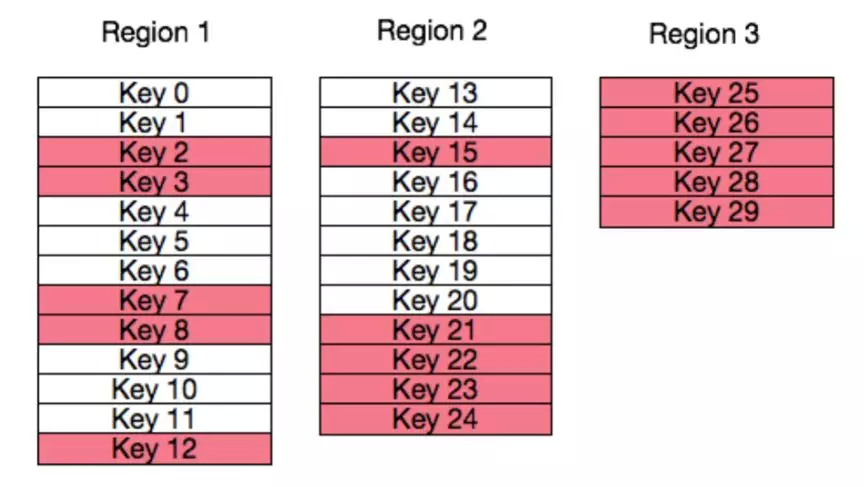 Region 1
Key 0
Key 1
Key 2
Key 3
Key 4
Key 5
Key 6
Key 7
Key 8
Key 9
Key 10
Key 11
Key 12
Region 2
Key 13
Key 14
Key 15
Key 16
Key 17
Key 18
Key 19
Key 20
Key 21
Key 22
Key 23
Key 24
Region 3
Key 25
Key 26
Key 27
Key 28
Key 29